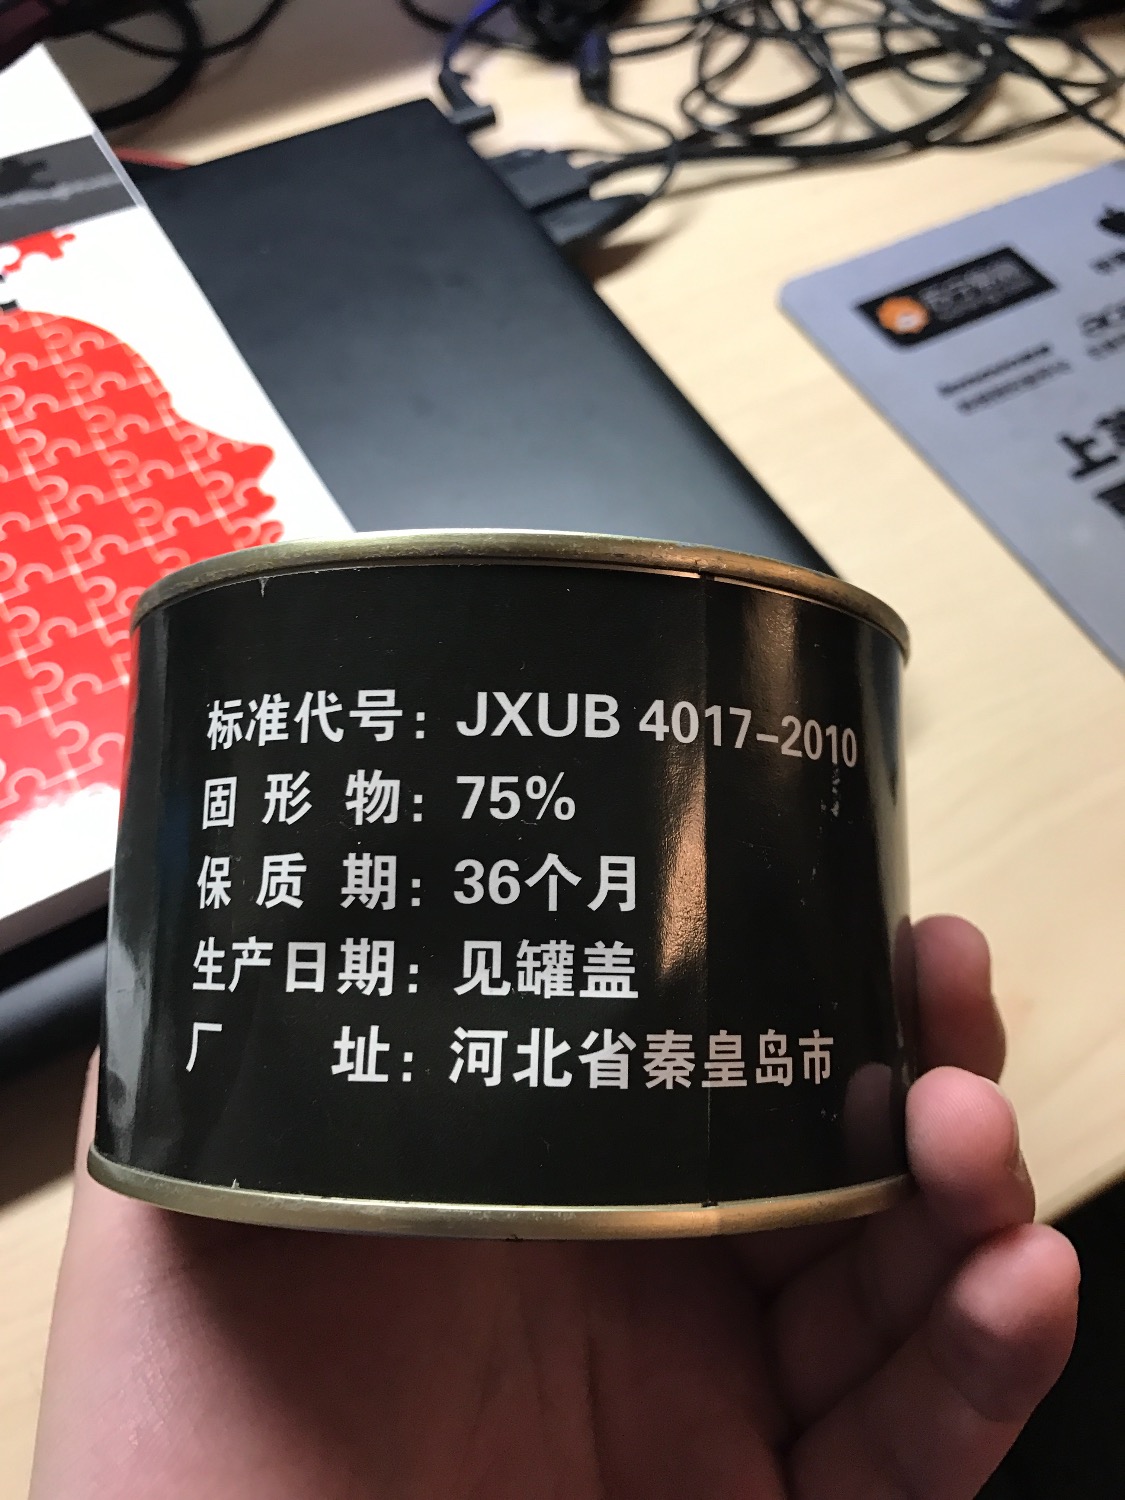 标准代号：JXUB 4017-2010
固形物：75%
保质期：36个月
生产日期：见罐盖
厂址：河北省秦皇岛市
上